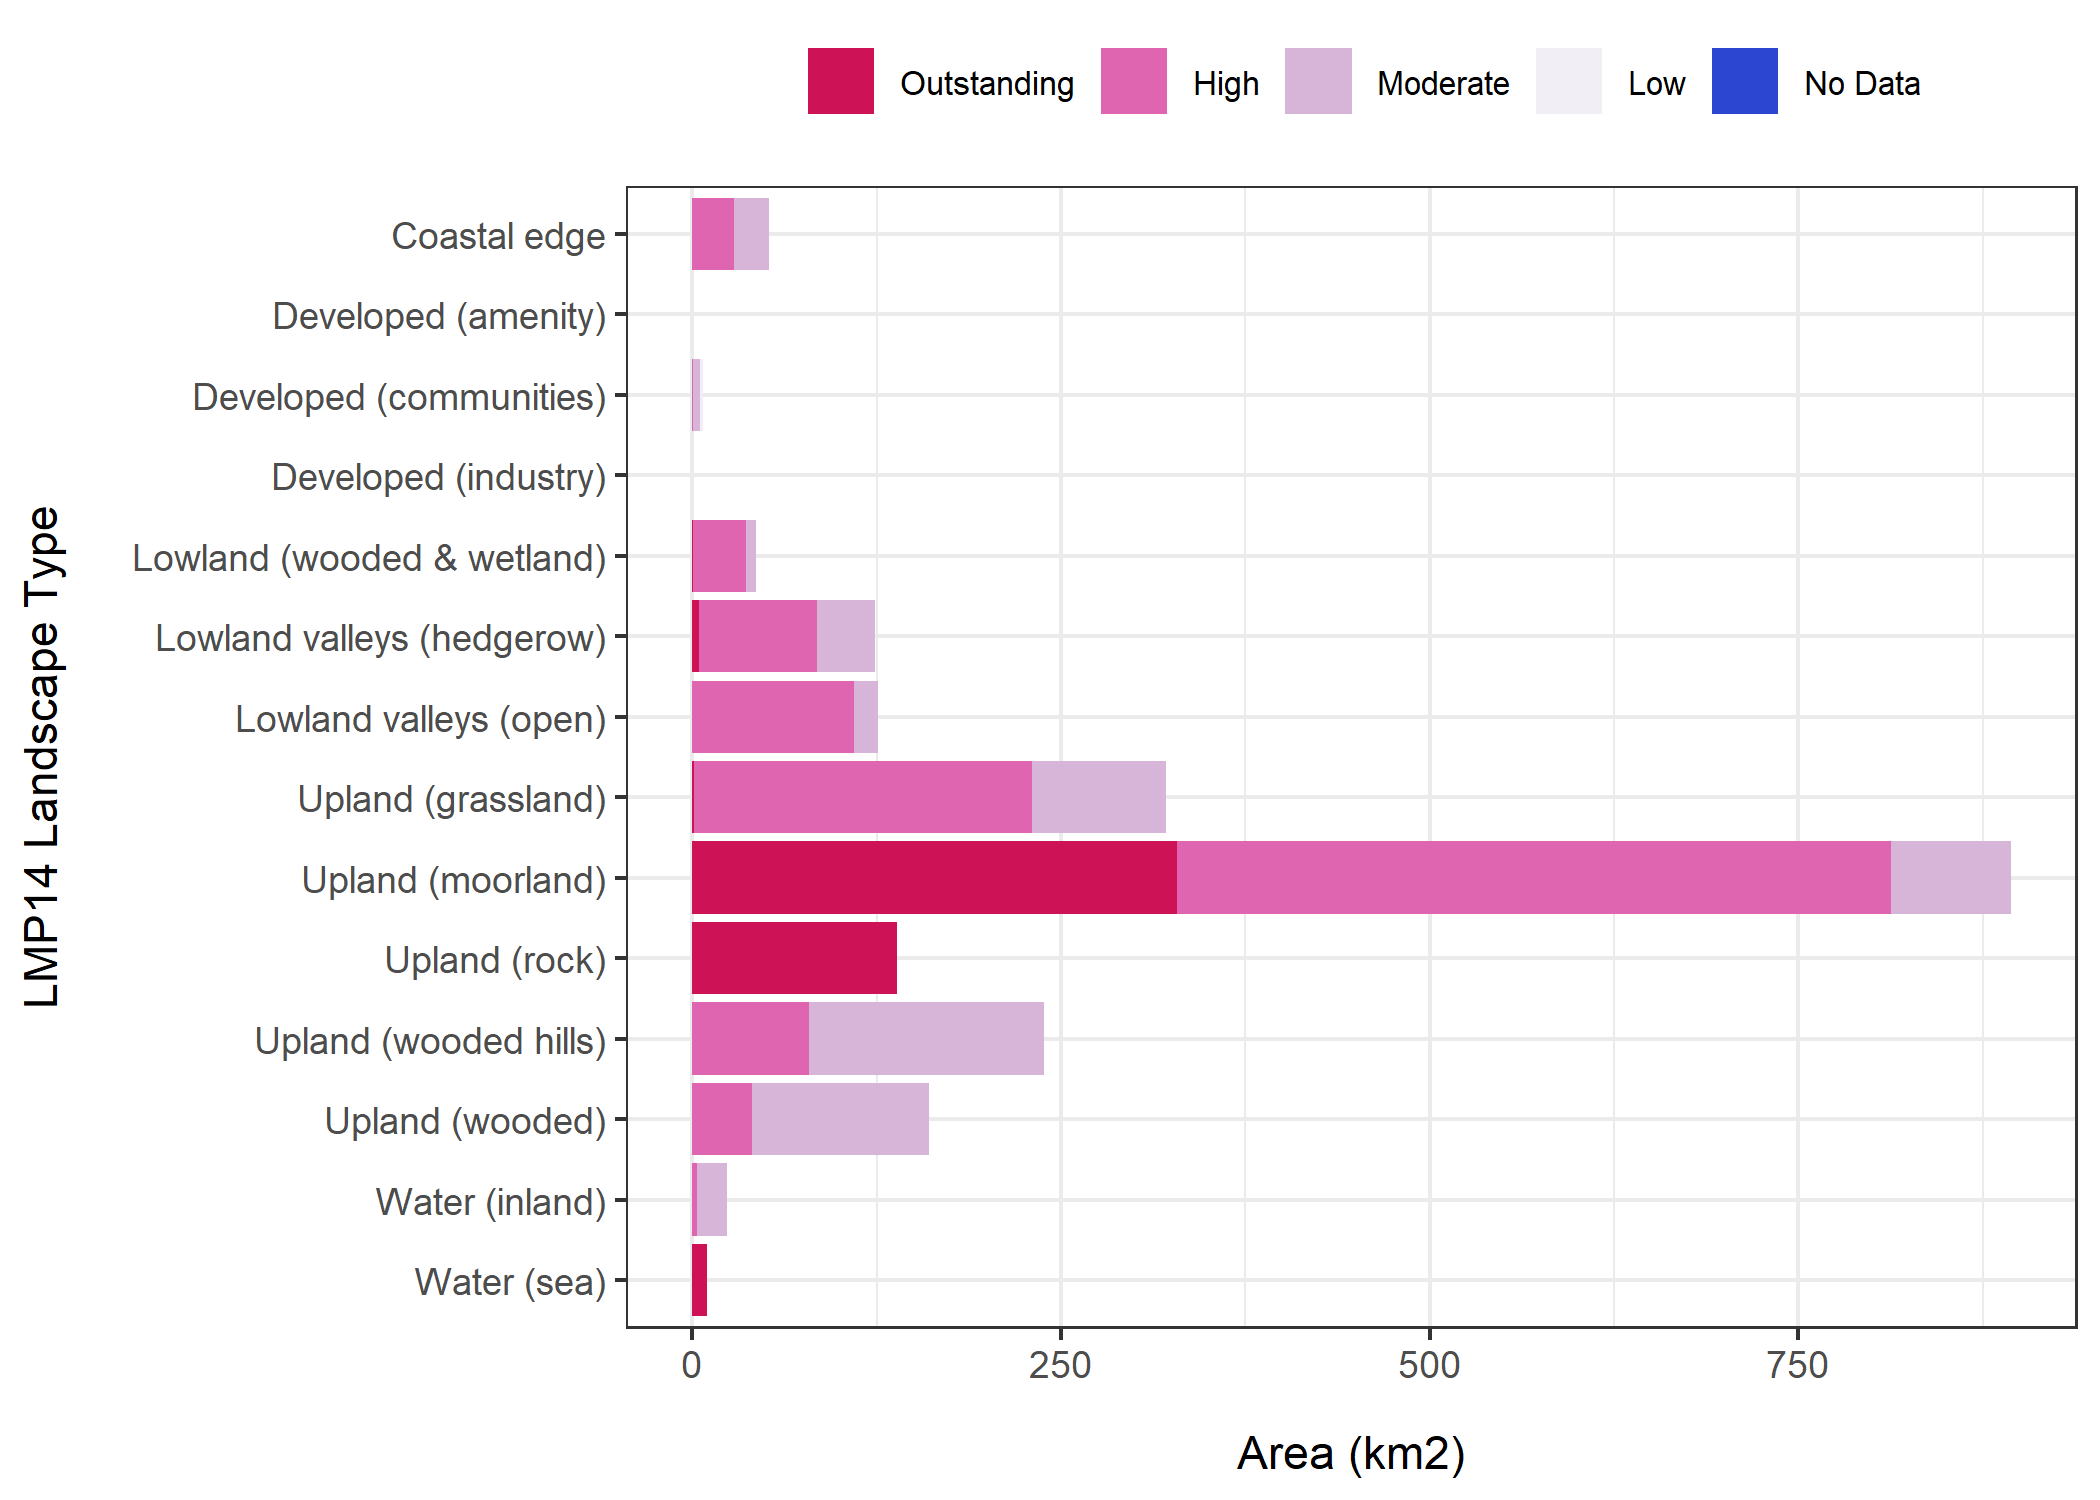 Outstanding High Moderate Low No Data
LMP14 Landscape Type
Coastal edge
Developed (amenity)
Developed (communities)
Developed (industry)
Lowland (wooded & wetland)
Lowland valleys (hedgerow)
Lowland valleys (open)
Upland (grassland)
Upland (moorland)
Upland (rock)
Upland (wooded hills)
Upland (wooded)
Water (inland)
Water (sea)
0 250 500 750
Area (km2)